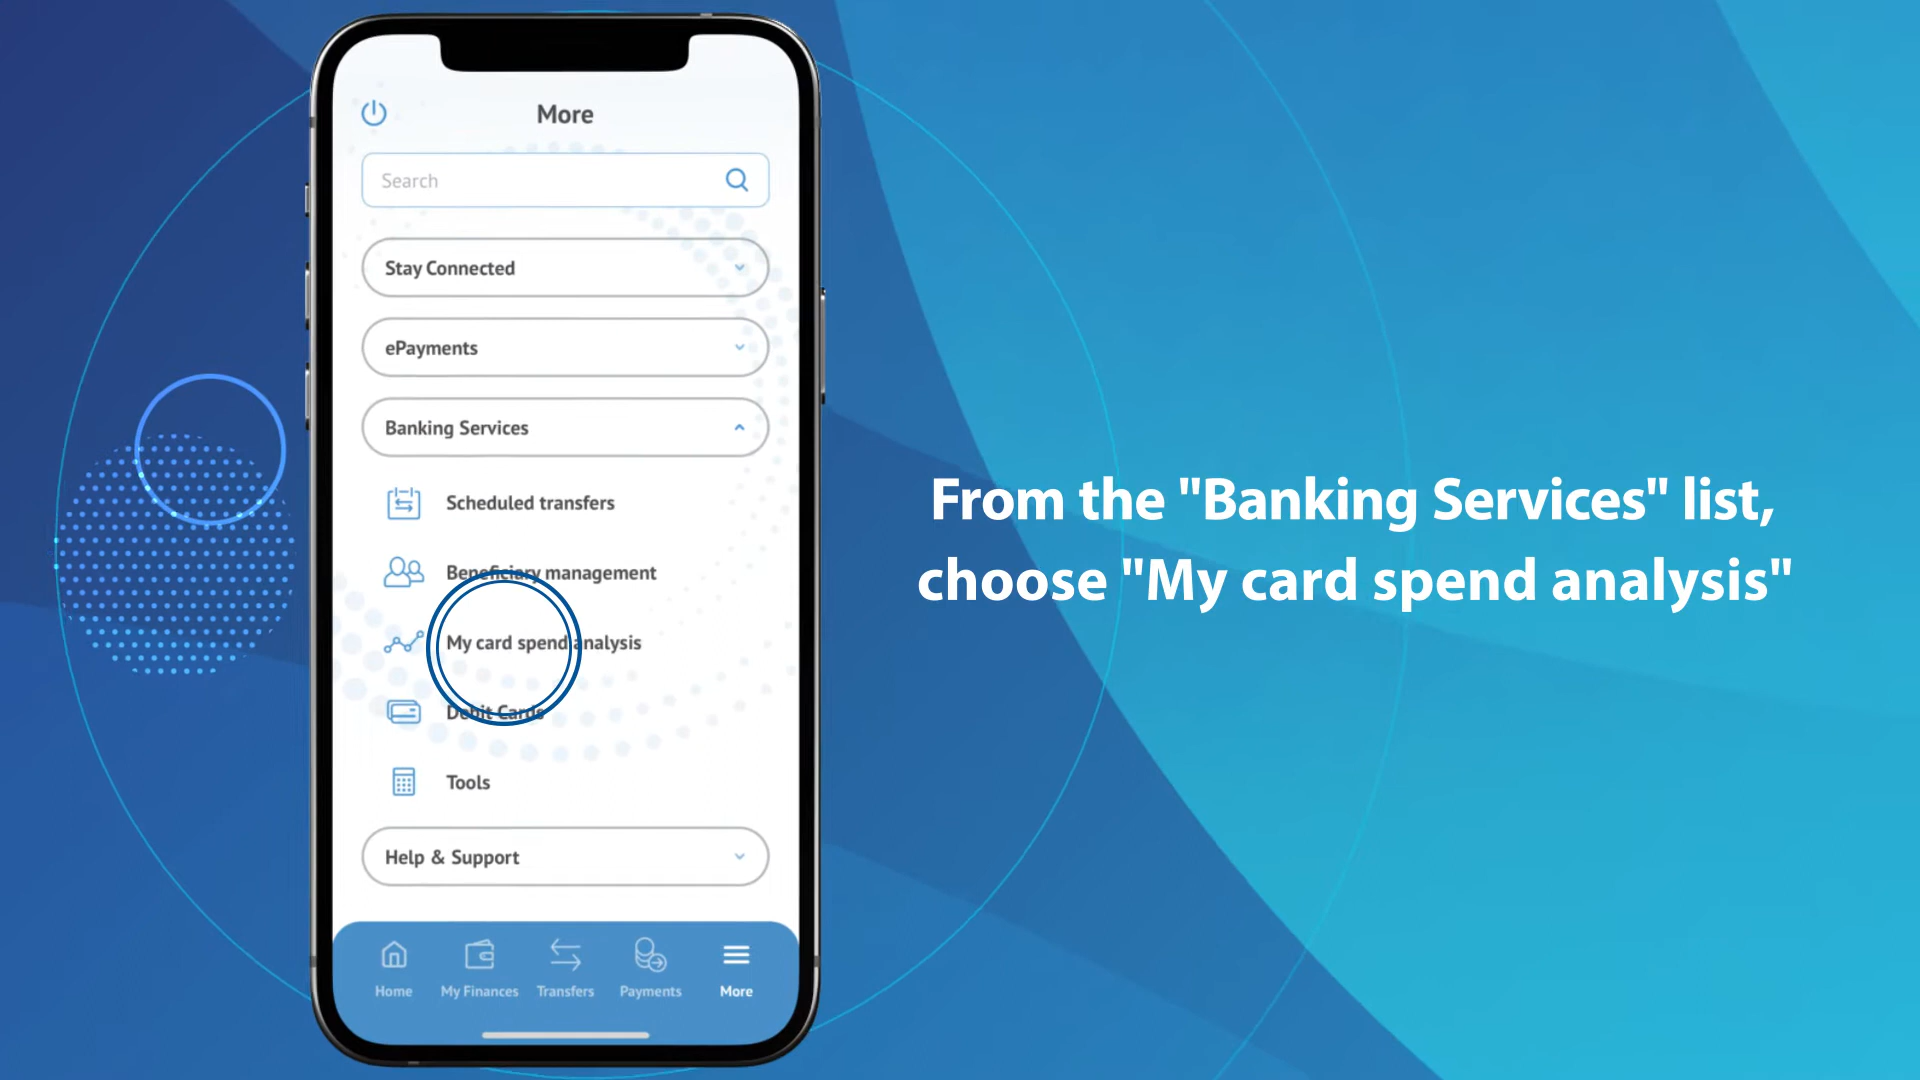 More
Search
Stay Connected
ePayments
Banking Services
Scheduled transfers
Beneficiary management
My card spend analysis
Debit Cards
Tools
Help & Support
Home
My Finances
Transfers
Payments
More
From the "Banking Services" list,
choose "My card spend analysis"